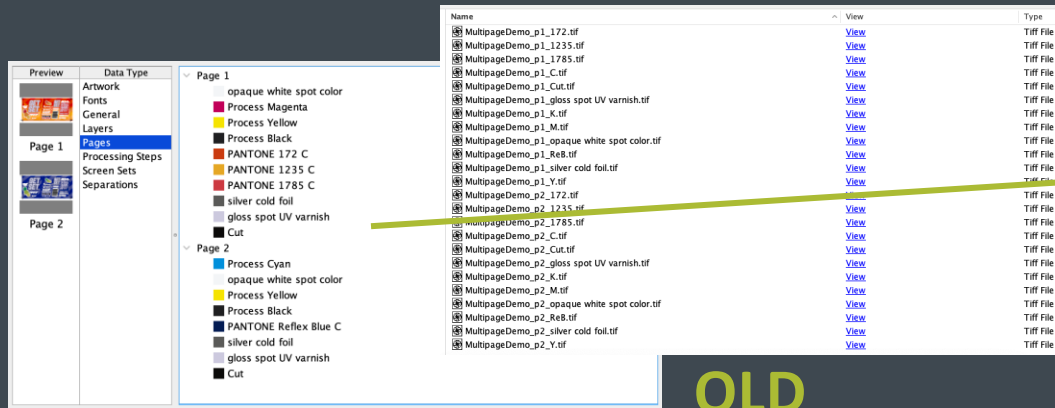 Name View Type
MultipageDemo_p1_172.tif View Tiff File
MultipageDemo_p1_1235.tif View Tiff File
MultipageDemo_p1_1785.tif View Tiff File
MultipageDemo_p1_C.tif View Tiff File
MultipageDemo_p1_Cut.tif View Tiff File
MultipageDemo_p1_gloss spot UV varnish.tif View Tiff File
MultipageDemo_p1_K.tif View Tiff File
MultipageDemo_p1_M.tif View Tiff File
MultipageDemo_p1_opaque white spot color.tif View Tiff File
MultipageDemo_p1_ReB.tif View Tiff File
MultipageDemo_p1_silver cold foil.tif View Tiff File
MultipageDemo_p1_Y.tif View Tiff File
MultipageDemo_p2_172.tif View Tiff File
MultipageDemo_p2_1235.tif View Tiff File
MultipageDemo_p2_1785.tif View Tiff File
MultipageDemo_p2_C.tif View Tiff File
MultipageDemo_p2_Cut.tif View Tiff File
MultipageDemo_p2_gloss spot UV varnish.tif View Tiff File
MultipageDemo_p2_K.tif View Tiff File
MultipageDemo_p2_M.tif View Tiff File
MultipageDemo_p2_opaque white spot color.tif View Tiff File
MultipageDemo_p2_ReB.tif View Tiff File
MultipageDemo_p2_silver cold foil.tif View Tiff File
MultipageDemo_p2_Y.tif View Tiff File
Preview
Page 1
Page 2
Data Type
Artwork
Fonts
General
Layers
Pages
Processing Steps
Screen Sets
Separations
Page 1
opaque white spot color
Process Magenta
Process Yellow
Process Black
PANTONE 172 C
PANTONE 1235 C
PANTONE 1785 C
silver cold foil
gloss spot UV varnish
Cut
Page 2
Process Cyan
opaque white spot color
Process Yellow
Process Black
PANTONE Reflex Blue C
silver cold foil
gloss spot UV varnish
Cut
OLD